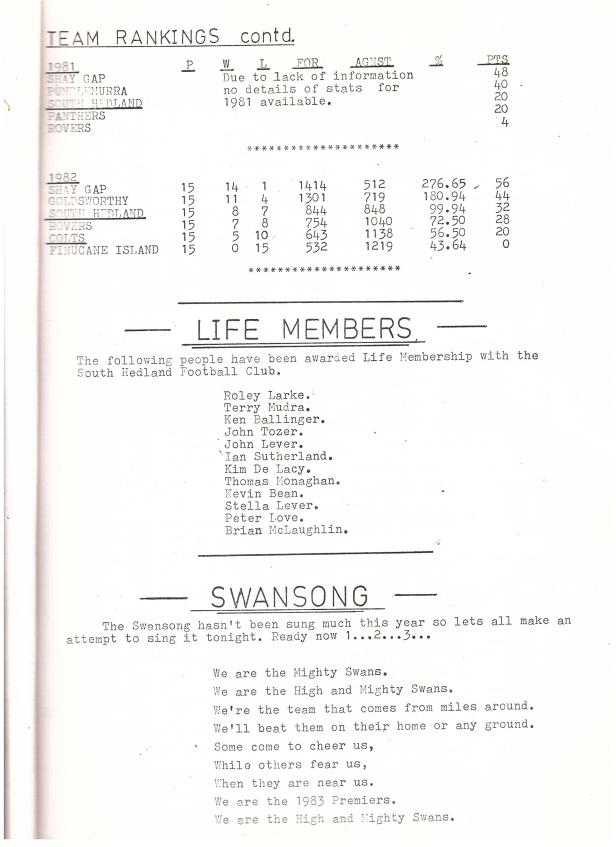 TEAM RANKINGS contd.
1981 P W L FOR AGNST % PTS
SHAY GAP Due to lack of information 48
PUNDLEMURRA no details of stats for 40
SOUTH HEDLAND 1981 available. 20
PANTHERS 20
ROVERS 4
********************
1982
SHAY GAP 15 14 1 1414 512 276.65 56
GOLDSWORTHY 15 11 4 1301 719 180.94 44
SOUTH HEDLAND 15 8 7 844 848 99.94 32
ROVERS 15 7 8 754 1040 72.50 28
COLTS 15 5 10 643 1138 56.50 20
FINUCANE ISLAND 15 0 15 532 1219 43.64 0
********************
LIFE MEMBERS
The following people have been awarded Life Membership with the
South Hedland Football Club.
Roley Larke.
Terry Mudra.
Ken Ballinger.
John Tozer.
John Lever.
Ian Sutherland.
Kim De Lacy.
Thomas Monaghan.
Kevin Bean.
Stella Lever.
Peter Love.
Brian McLaughlin.
SWANSONG
The Swansong hasn't been sung much this year so lets all make an
attempt to sing it tonight. Ready now 1...2...3...
We are the Mighty Swans.
We are the High and Mighty Swans.
We're the team that comes from miles around.
We'll beat them on their home or any ground.
Some come to cheer us,
While others fear us,
When they are near us.
We are the 1983 Premiers.
We are the High and Mighty Swans.